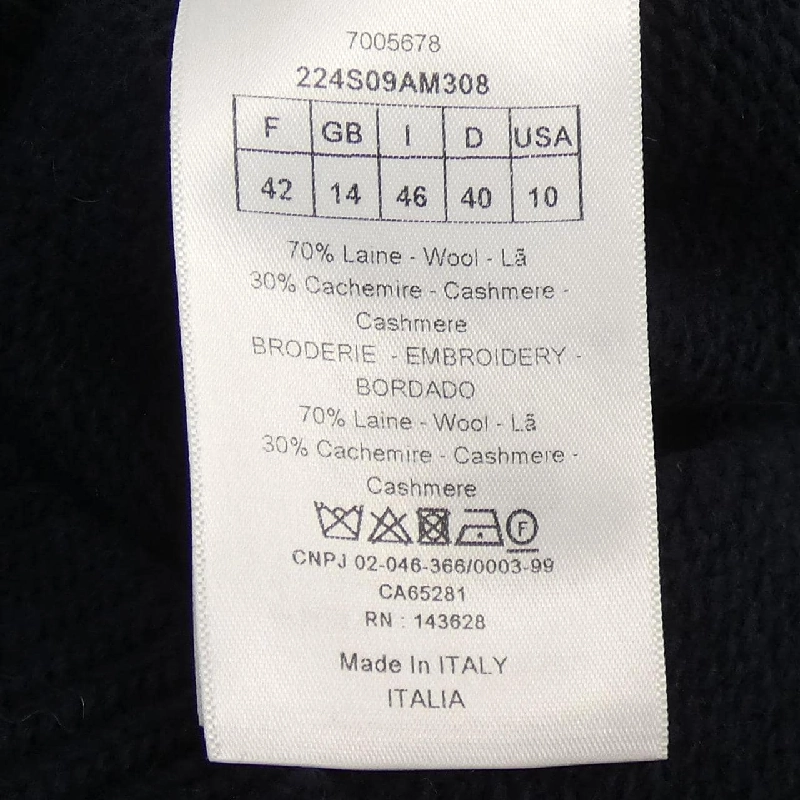 7005678
224S09AM308
F GB I D USA
42 14 46 40 10
70% Laine - Wool - Lã
30% Cachemire - Cashmere -
Cashmere
BRODERIE - EMBROIDERY -
BORDADO
70% Laine - Wool - Lã
30% Cachemire - Cashmere -
Cashmere
F
CNPJ 02-046-366/0003-99
CA65281
RN : 143628
Made In ITALY
ITALIA